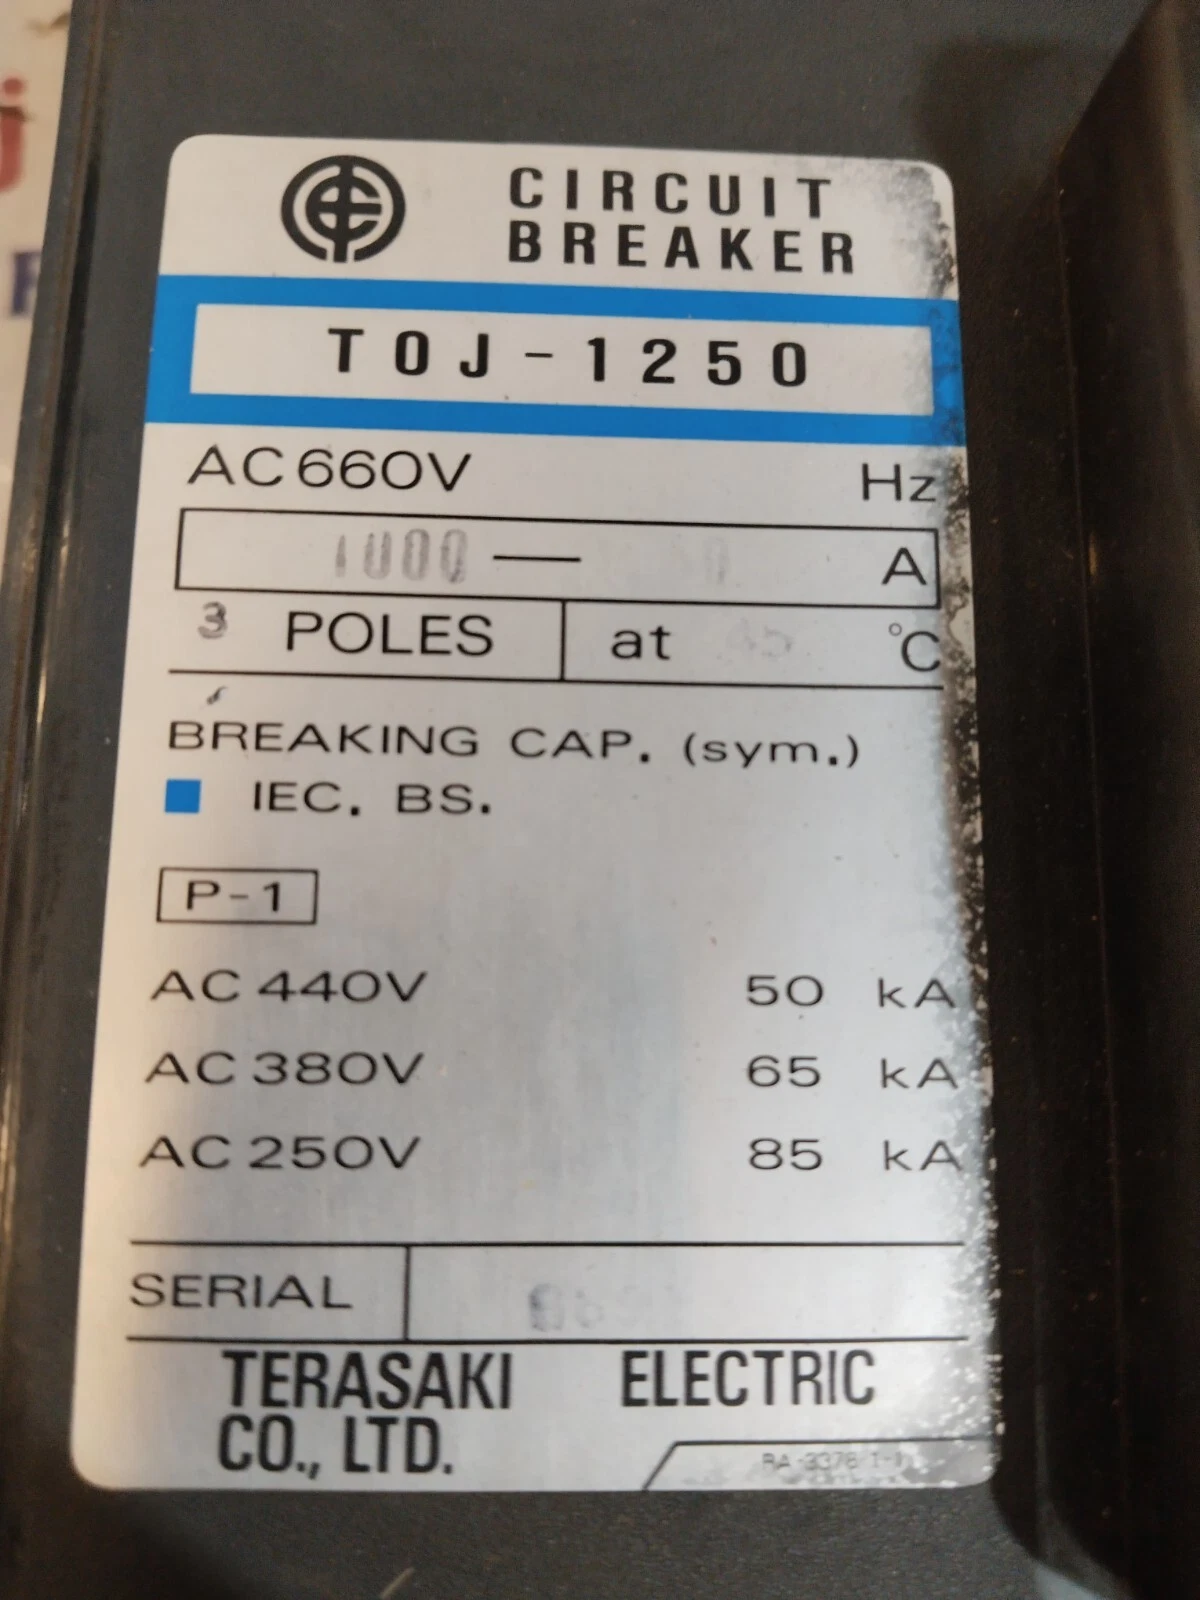 CIRCUIT
BREAKER
TOJ-1250
AC660V Hz
1000 — A
3 POLES at 45 °C
BREAKING CAP. (sym.)
IEC. BS.
P-1
AC440V 50 kA
AC380V 65 kA
AC250V 85 kA
SERIAL
TERASAKI ELECTRIC
CO., LTD.